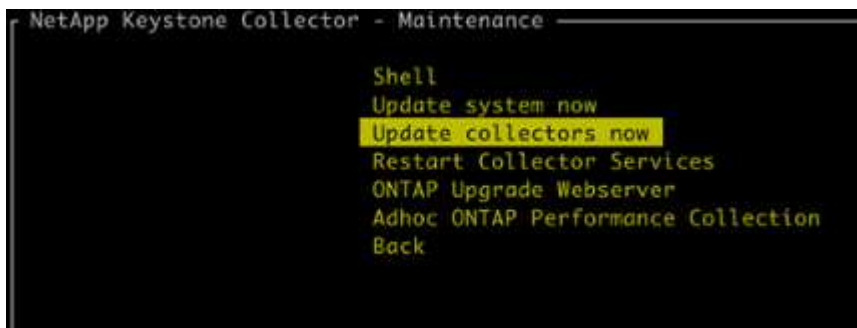 NetApp Keystone Collector - Maintenance
Shell
Update system now
Update collectors now
Restart Collector Services
ONTAP Upgrade Webserver
Adhoc ONTAP Performance Collection
Back